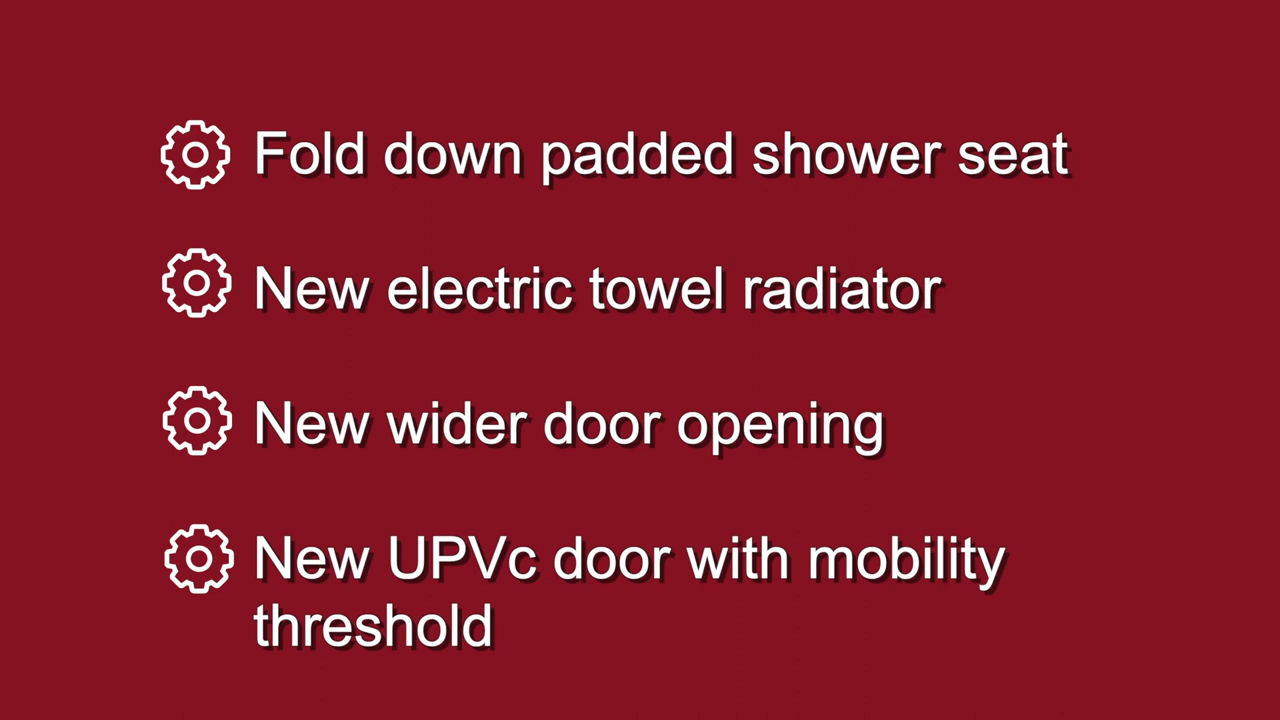 Fold down padded shower seat
New electric towel radiator
New wider door opening
New UPVc door with mobility
threshold